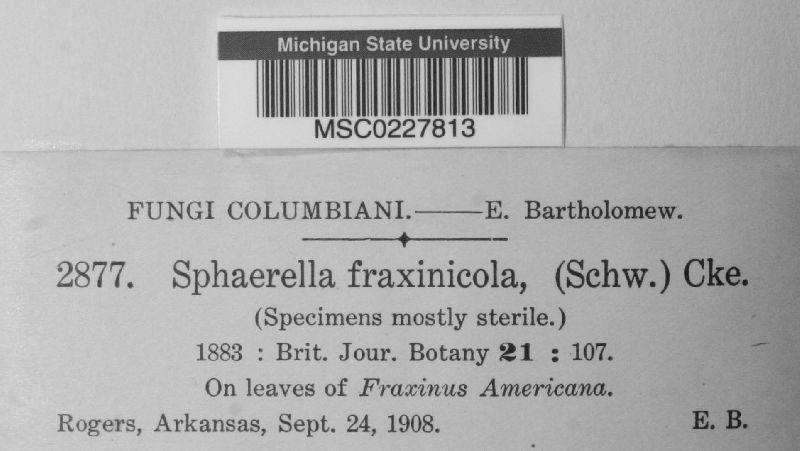 Michigan State University
MSC0227813
FUNGI COLUMBIANI.——E. Bartholomew.
2877. Sphaerella fraxinicola, (Schw.) Cke.
(Specimens mostly sterile.)
1883 : Brit. Jour. Botany 21 : 107.
On leaves of Fraxinus Americana.
Rogers, Arkansas, Sept. 24, 1908. E. B.